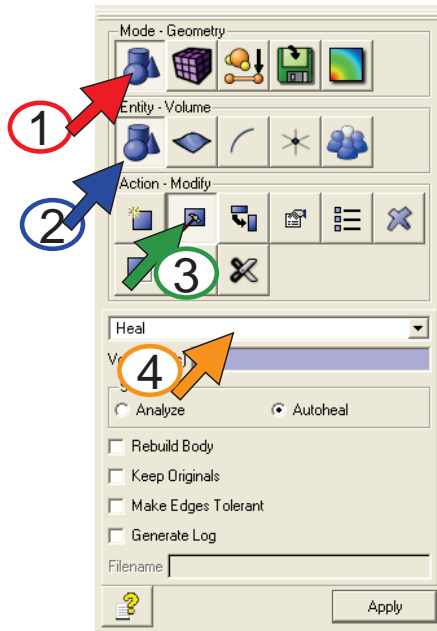 Mode - Geometry
1
Entity - Volume
2
Action - Modify
3
Heal
4
Analyze
Autoheal
Rebuild Body
Keep Originals
Make Edges Tolerant
Generate Log
Filename
?
Apply